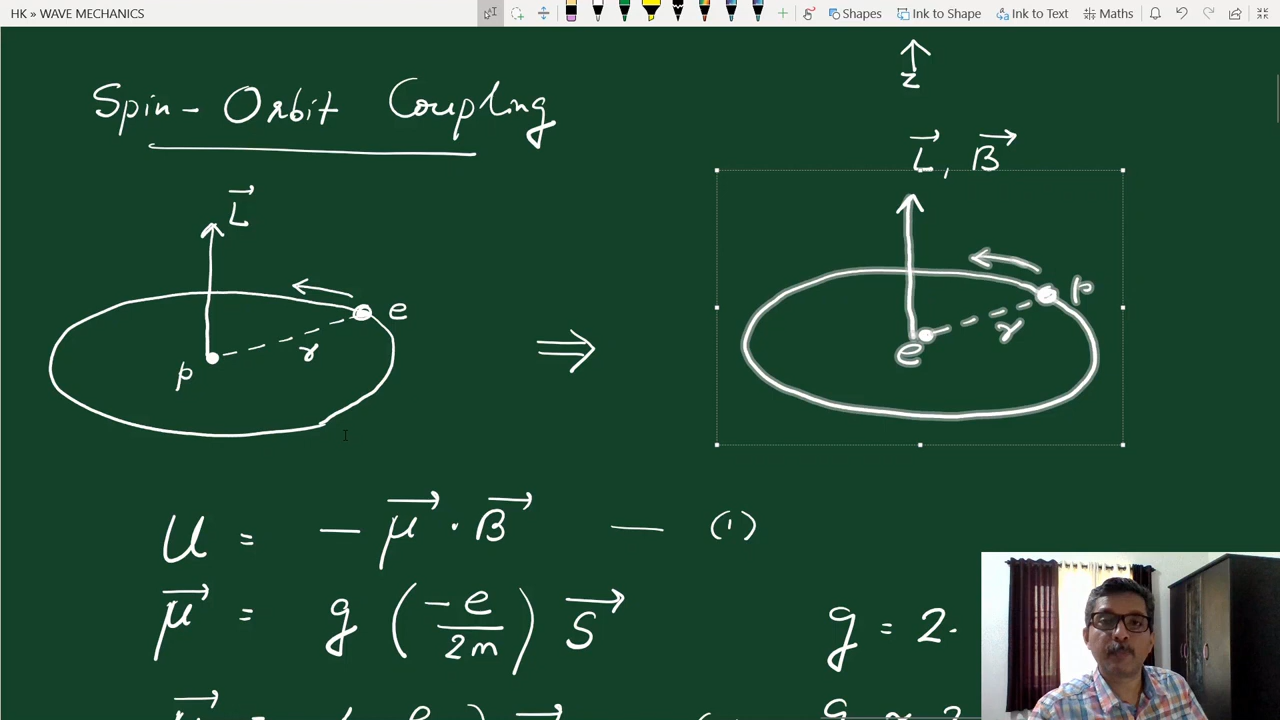 HK » WAVE MECHANICS
Shapes Ink to Shape Ink to Text Maths
z
Spin-Orbit Coupling
L⃗, B⃗
L⃗
e
p
r
⇒
p
e
r
U = − μ⃗ · B⃗ — (1)
μ⃗ = g (−e/2m) S⃗
g = 2.